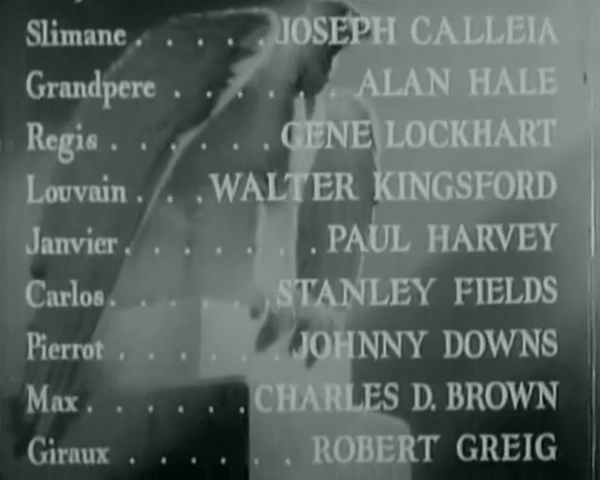 Slimane . . . . . JOSEPH CALLEIA
Grandpere . . . . . . ALAN HALE
Regis . . . . . . GENE LOCKHART
Louvain . . . WALTER KINGSFORD
Janvier . . . . . . . PAUL HARVEY
Carlos . . . . . STANLEY FIELDS
Pierrot . . . . . . JOHNNY DOWNS
Max . . . . . . CHARLES D. BROWN
Giraux . . . . . . ROBERT GREIG